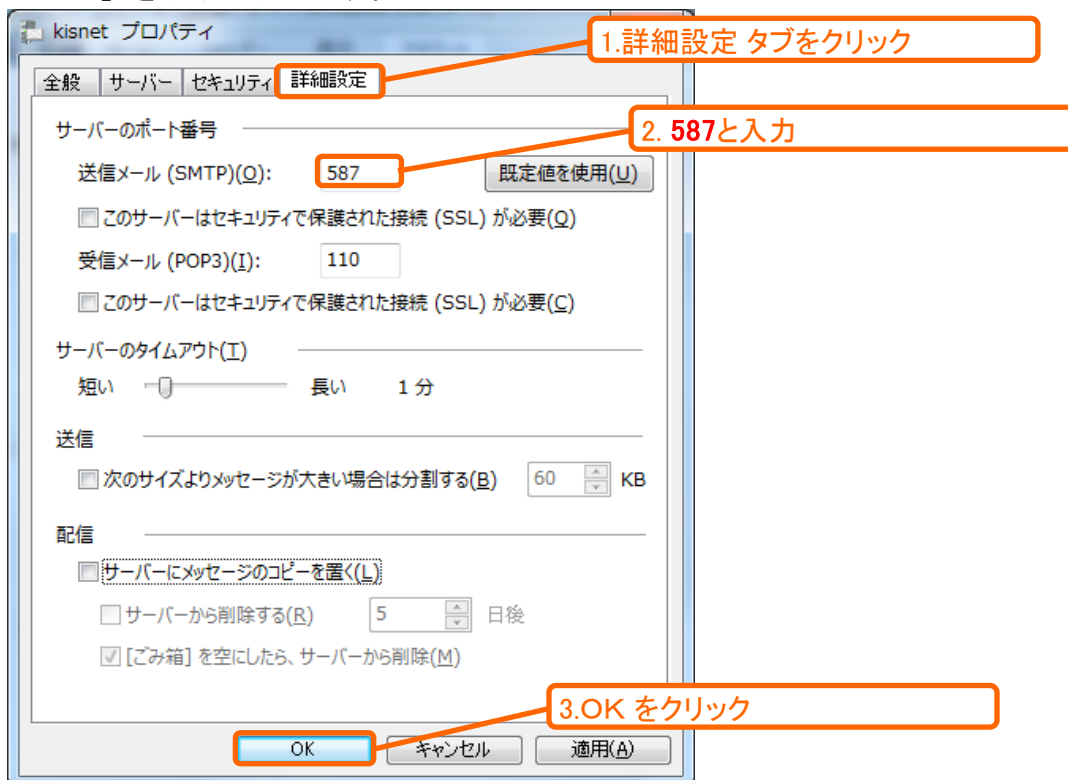 kisnet プロパティ
1.詳細設定 タブをクリック
全般 サーバー セキュリティ 詳細設定
サーバーのポート番号
2. 587と入力
送信メール (SMTP)(O): 587 既定値を使用(U)
このサーバーはセキュリティで保護された接続 (SSL) が必要(Q)
受信メール (POP3)(I): 110
このサーバーはセキュリティで保護された接続 (SSL) が必要(C)
サーバーのタイムアウト(T)
短い 長い 1 分
送信
次のサイズよりメッセージが大きい場合は分割する(B) 60 KB
配信
サーバーにメッセージのコピーを置く(L)
サーバーから削除する(R) 5 日後
[ごみ箱] を空にしたら、サーバーから削除(M)
3.OK をクリック
OK キャンセル 適用(A)